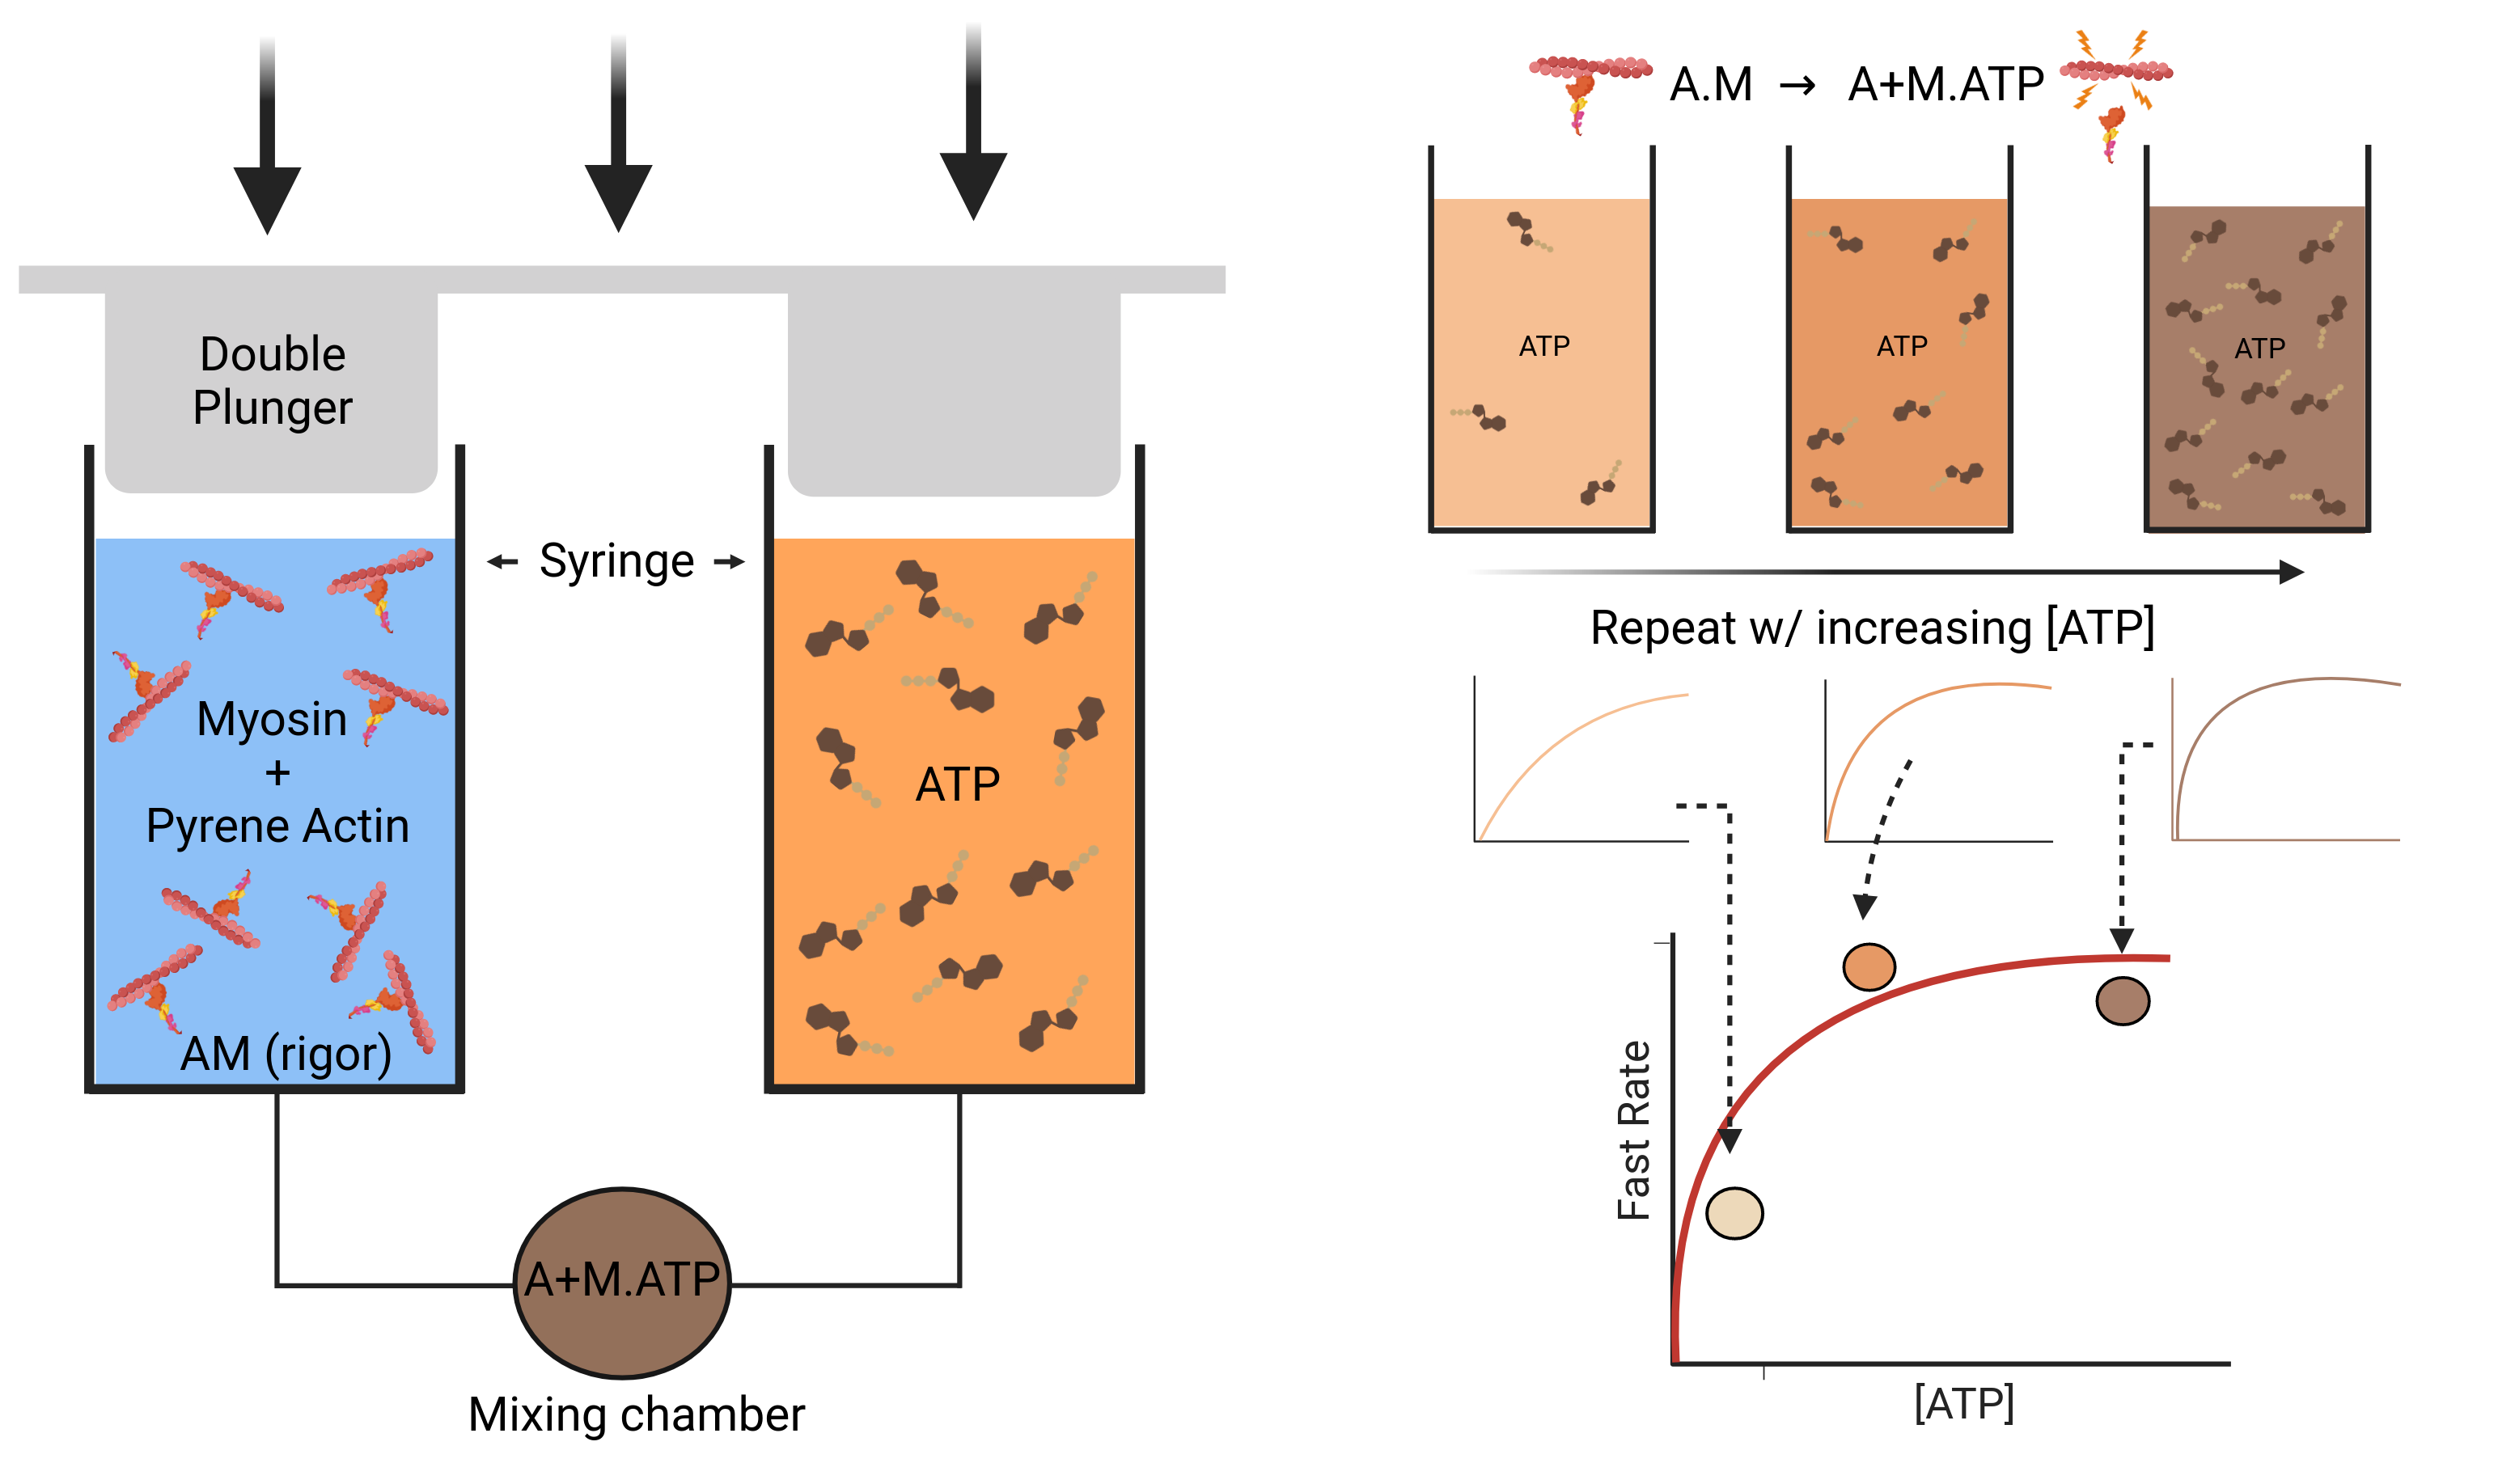 Double
Plunger
Syringe
Myosin
+
Pyrene Actin
AM (rigor)
ATP
A+M.ATP
Mixing chamber
A.M → A+M.ATP
ATP
ATP
ATP
Repeat w/ increasing [ATP]
Fast Rate
[ATP]